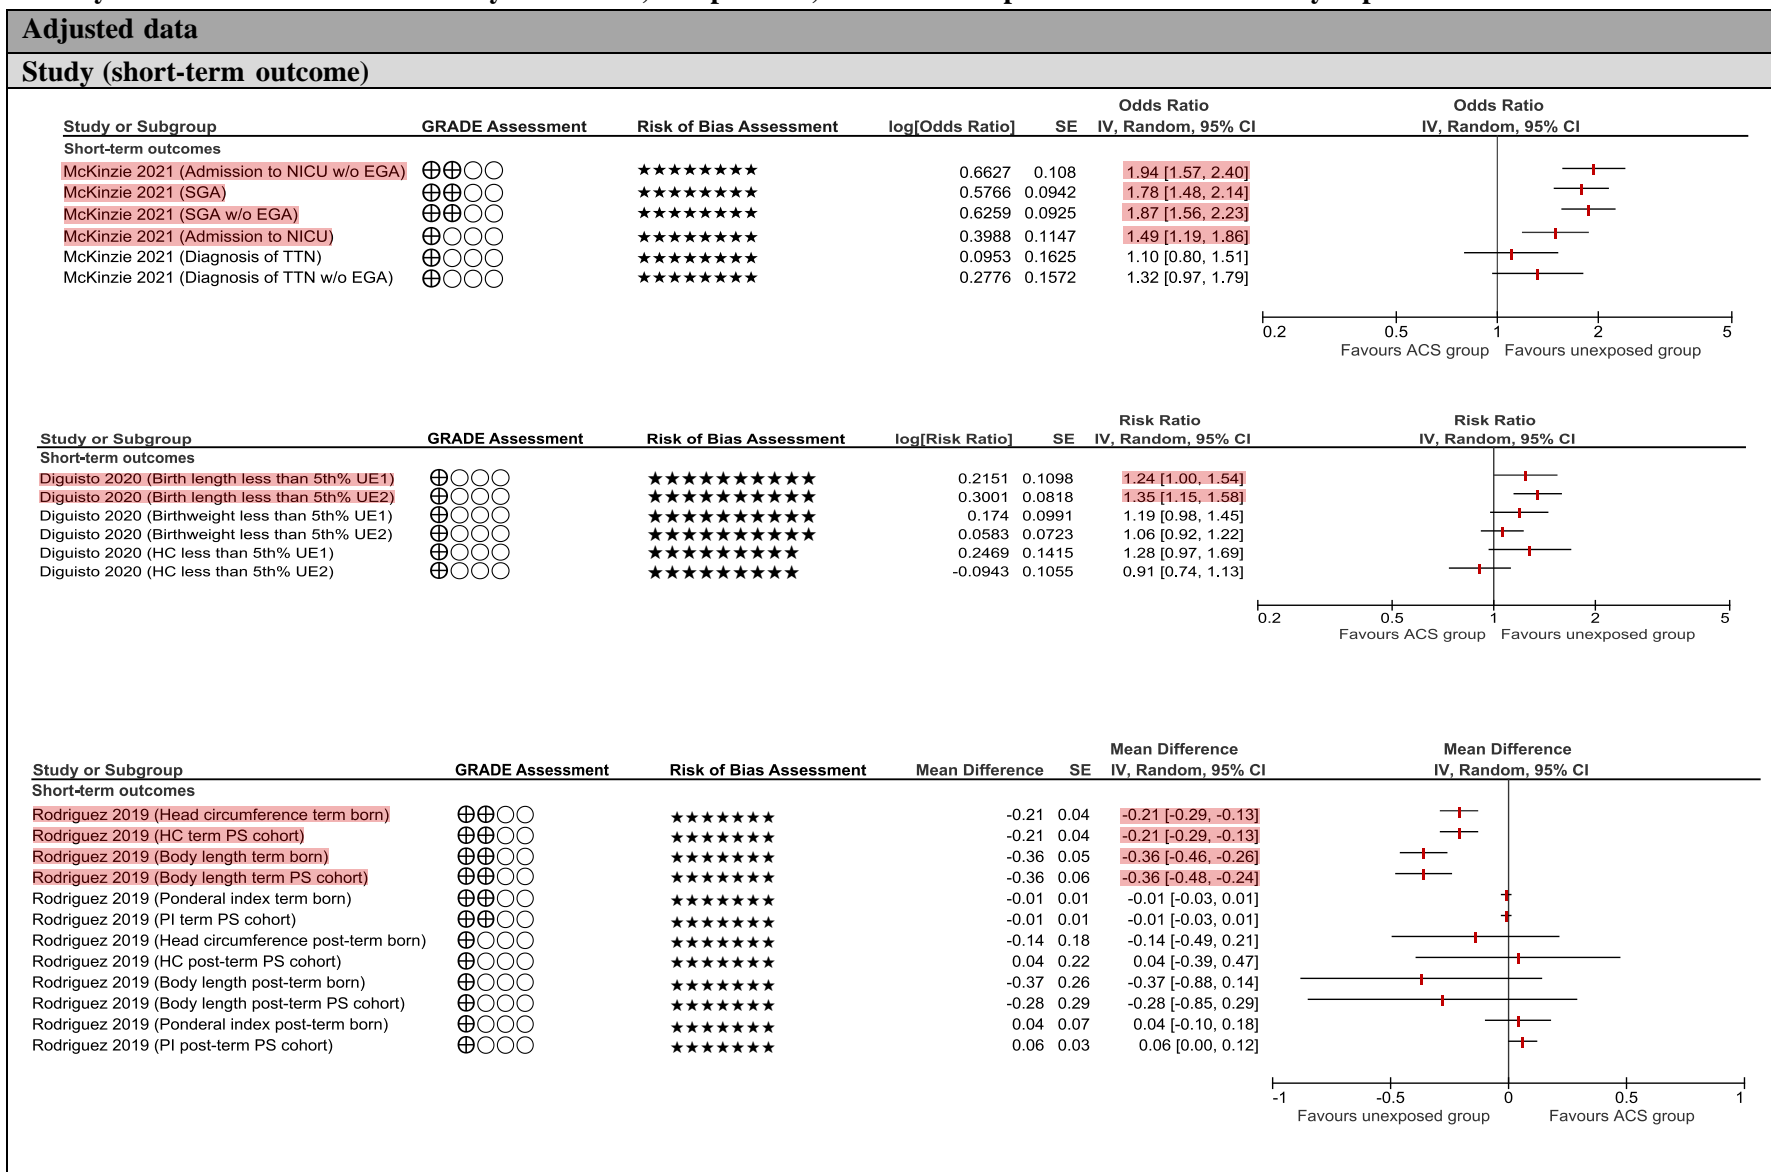 Adjusted data
Study (short-term outcome)
Odds Ratio Odds Ratio
Study or Subgroup GRADE Assessment Risk of Bias Assessment log[Odds Ratio] SE IV, Random, 95% CI IV, Random, 95% CI
Short-term outcomes
McKinzie 2021 (Admission to NICU w/o EGA) ⊕⊕○○ ★★★★★★★★ 0.6627 0.108 1.94 [1.57, 2.40]
McKinzie 2021 (SGA) ⊕⊕○○ ★★★★★★★★ 0.5766 0.0942 1.78 [1.48, 2.14]
McKinzie 2021 (SGA w/o EGA) ⊕⊕○○ ★★★★★★★★ 0.6259 0.0925 1.87 [1.56, 2.23]
McKinzie 2021 (Admission to NICU) ⊕○○○ ★★★★★★★★ 0.3988 0.1147 1.49 [1.19, 1.86]
McKinzie 2021 (Diagnosis of TTN) ⊕○○○ ★★★★★★★★ 0.0953 0.1625 1.10 [0.80, 1.51]
McKinzie 2021 (Diagnosis of TTN w/o EGA) ⊕○○○ ★★★★★★★★ 0.2776 0.1572 1.32 [0.97, 1.79]
0.2 0.5 1 2 5
Favours ACS group Favours unexposed group
Risk Ratio Risk Ratio
Study or Subgroup GRADE Assessment Risk of Bias Assessment log[Risk Ratio] SE IV, Random, 95% CI IV, Random, 95% CI
Short-term outcomes
Diguisto 2020 (Birth length less than 5th% UE1) ⊕○○○ ★★★★★★★★★★ 0.2151 0.1098 1.24 [1.00, 1.54]
Diguisto 2020 (Birth length less than 5th% UE2) ⊕○○○ ★★★★★★★★★★ 0.3001 0.0818 1.35 [1.15, 1.58]
Diguisto 2020 (Birthweight less than 5th% UE1) ⊕○○○ ★★★★★★★★★★ 0.174 0.0991 1.19 [0.98, 1.45]
Diguisto 2020 (Birthweight less than 5th% UE2) ⊕○○○ ★★★★★★★★★★ 0.0583 0.0723 1.06 [0.92, 1.22]
Diguisto 2020 (HC less than 5th% UE1) ⊕○○○ ★★★★★★★★★ 0.2469 0.1415 1.28 [0.97, 1.69]
Diguisto 2020 (HC less than 5th% UE2) ⊕○○○ ★★★★★★★★★ -0.0943 0.1055 0.91 [0.74, 1.13]
0.2 0.5 1 2 5
Favours ACS group Favours unexposed group
Mean Difference Mean Difference
Study or Subgroup GRADE Assessment Risk of Bias Assessment Mean Difference SE IV, Random, 95% CI IV, Random, 95% CI
Short-term outcomes
Rodriguez 2019 (Head circumference term born) ⊕⊕○○ ★★★★★★★ -0.21 0.04 -0.21 [-0.29, -0.13]
Rodriguez 2019 (HC term PS cohort) ⊕⊕○○ ★★★★★★★ -0.21 0.04 -0.21 [-0.29, -0.13]
Rodriguez 2019 (Body length term born) ⊕⊕○○ ★★★★★★★ -0.36 0.05 -0.36 [-0.46, -0.26]
Rodriguez 2019 (Body length term PS cohort) ⊕⊕○○ ★★★★★★★ -0.36 0.06 -0.36 [-0.48, -0.24]
Rodriguez 2019 (Ponderal index term born) ⊕⊕○○ ★★★★★★★ -0.01 0.01 -0.01 [-0.03, 0.01]
Rodriguez 2019 (PI term PS cohort) ⊕⊕○○ ★★★★★★★ -0.01 0.01 -0.01 [-0.03, 0.01]
Rodriguez 2019 (Head circumference post-term born) ⊕○○○ ★★★★★★★ -0.14 0.18 -0.14 [-0.49, 0.21]
Rodriguez 2019 (HC post-term PS cohort) ⊕○○○ ★★★★★★★ 0.04 0.22 0.04 [-0.39, 0.47]
Rodriguez 2019 (Body length post-term born) ⊕○○○ ★★★★★★★ -0.37 0.26 -0.37 [-0.88, 0.14]
Rodriguez 2019 (Body length post-term PS cohort) ⊕○○○ ★★★★★★★ -0.28 0.29 -0.28 [-0.85, 0.29]
Rodriguez 2019 (Ponderal index post-term born) ⊕○○○ ★★★★★★★ 0.04 0.07 0.04 [-0.10, 0.18]
Rodriguez 2019 (PI post-term PS cohort) ⊕○○○ ★★★★★★★ 0.06 0.03 0.06 [0.00, 0.12]
-1 -0.5 0 0.5 1
Favours unexposed group Favours ACS group